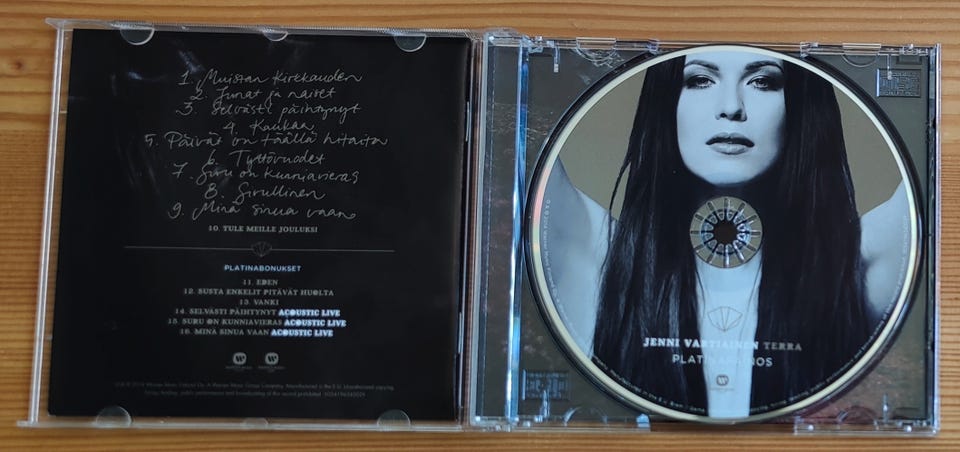 1. Muistan kirkkauden
2. Junat ja naiset
3. Selvästi päihtynyt
4. Kaukaa
5. Päivät on täällä hitaita
6. Tyttövuodet
7. Suru on kunniavieras
8. Sivullinen
9. Minä sinua vaan
10. TULE MEILLE JOULUKSI
PLATINABONUKSET
11. EDEN
12. SUSTA ENKELIT PITÄVÄT HUOLTA
13. VANKI
14. SELVÄSTI PÄIHTYNYT ACOUSTIC LIVE
15. SURU ON KUNNIAVIERAS ACOUSTIC LIVE
16. MINÄ SINUA VAAN ACOUSTIC LIVE
JENNI VARTIAINEN TERRA
PLATINAPAINOS